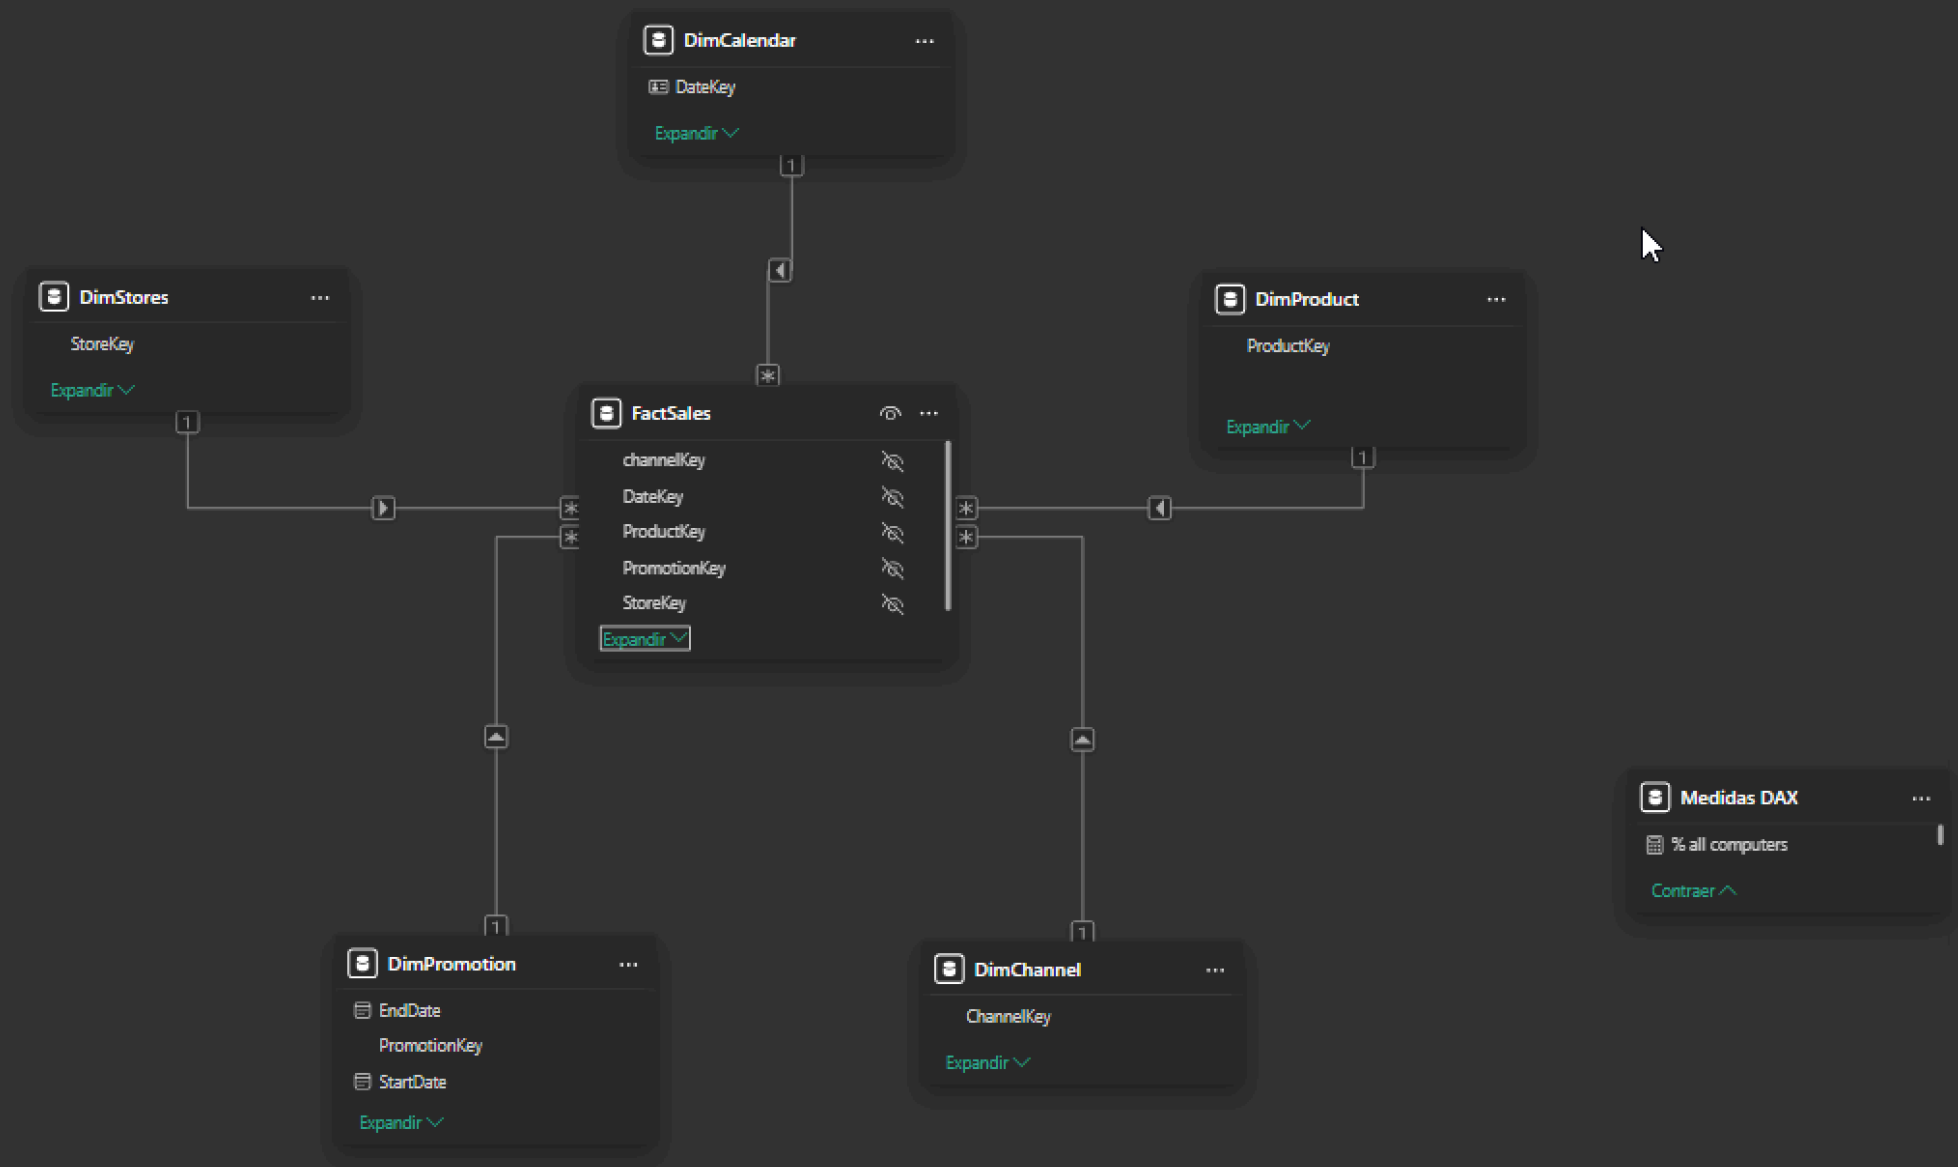 DimCalendar
DateKey
Expandir
1
DimStores
StoreKey
Expandir
1
DimProduct
ProductKey
Expandir
1
*
FactSales
channelKey
DateKey
ProductKey
PromotionKey
StoreKey
Expandir
*
*
*
*
Medidas DAX
% all computers
Contraer
1
DimPromotion
EndDate
PromotionKey
StartDate
Expandir
1
DimChannel
ChannelKey
Expandir